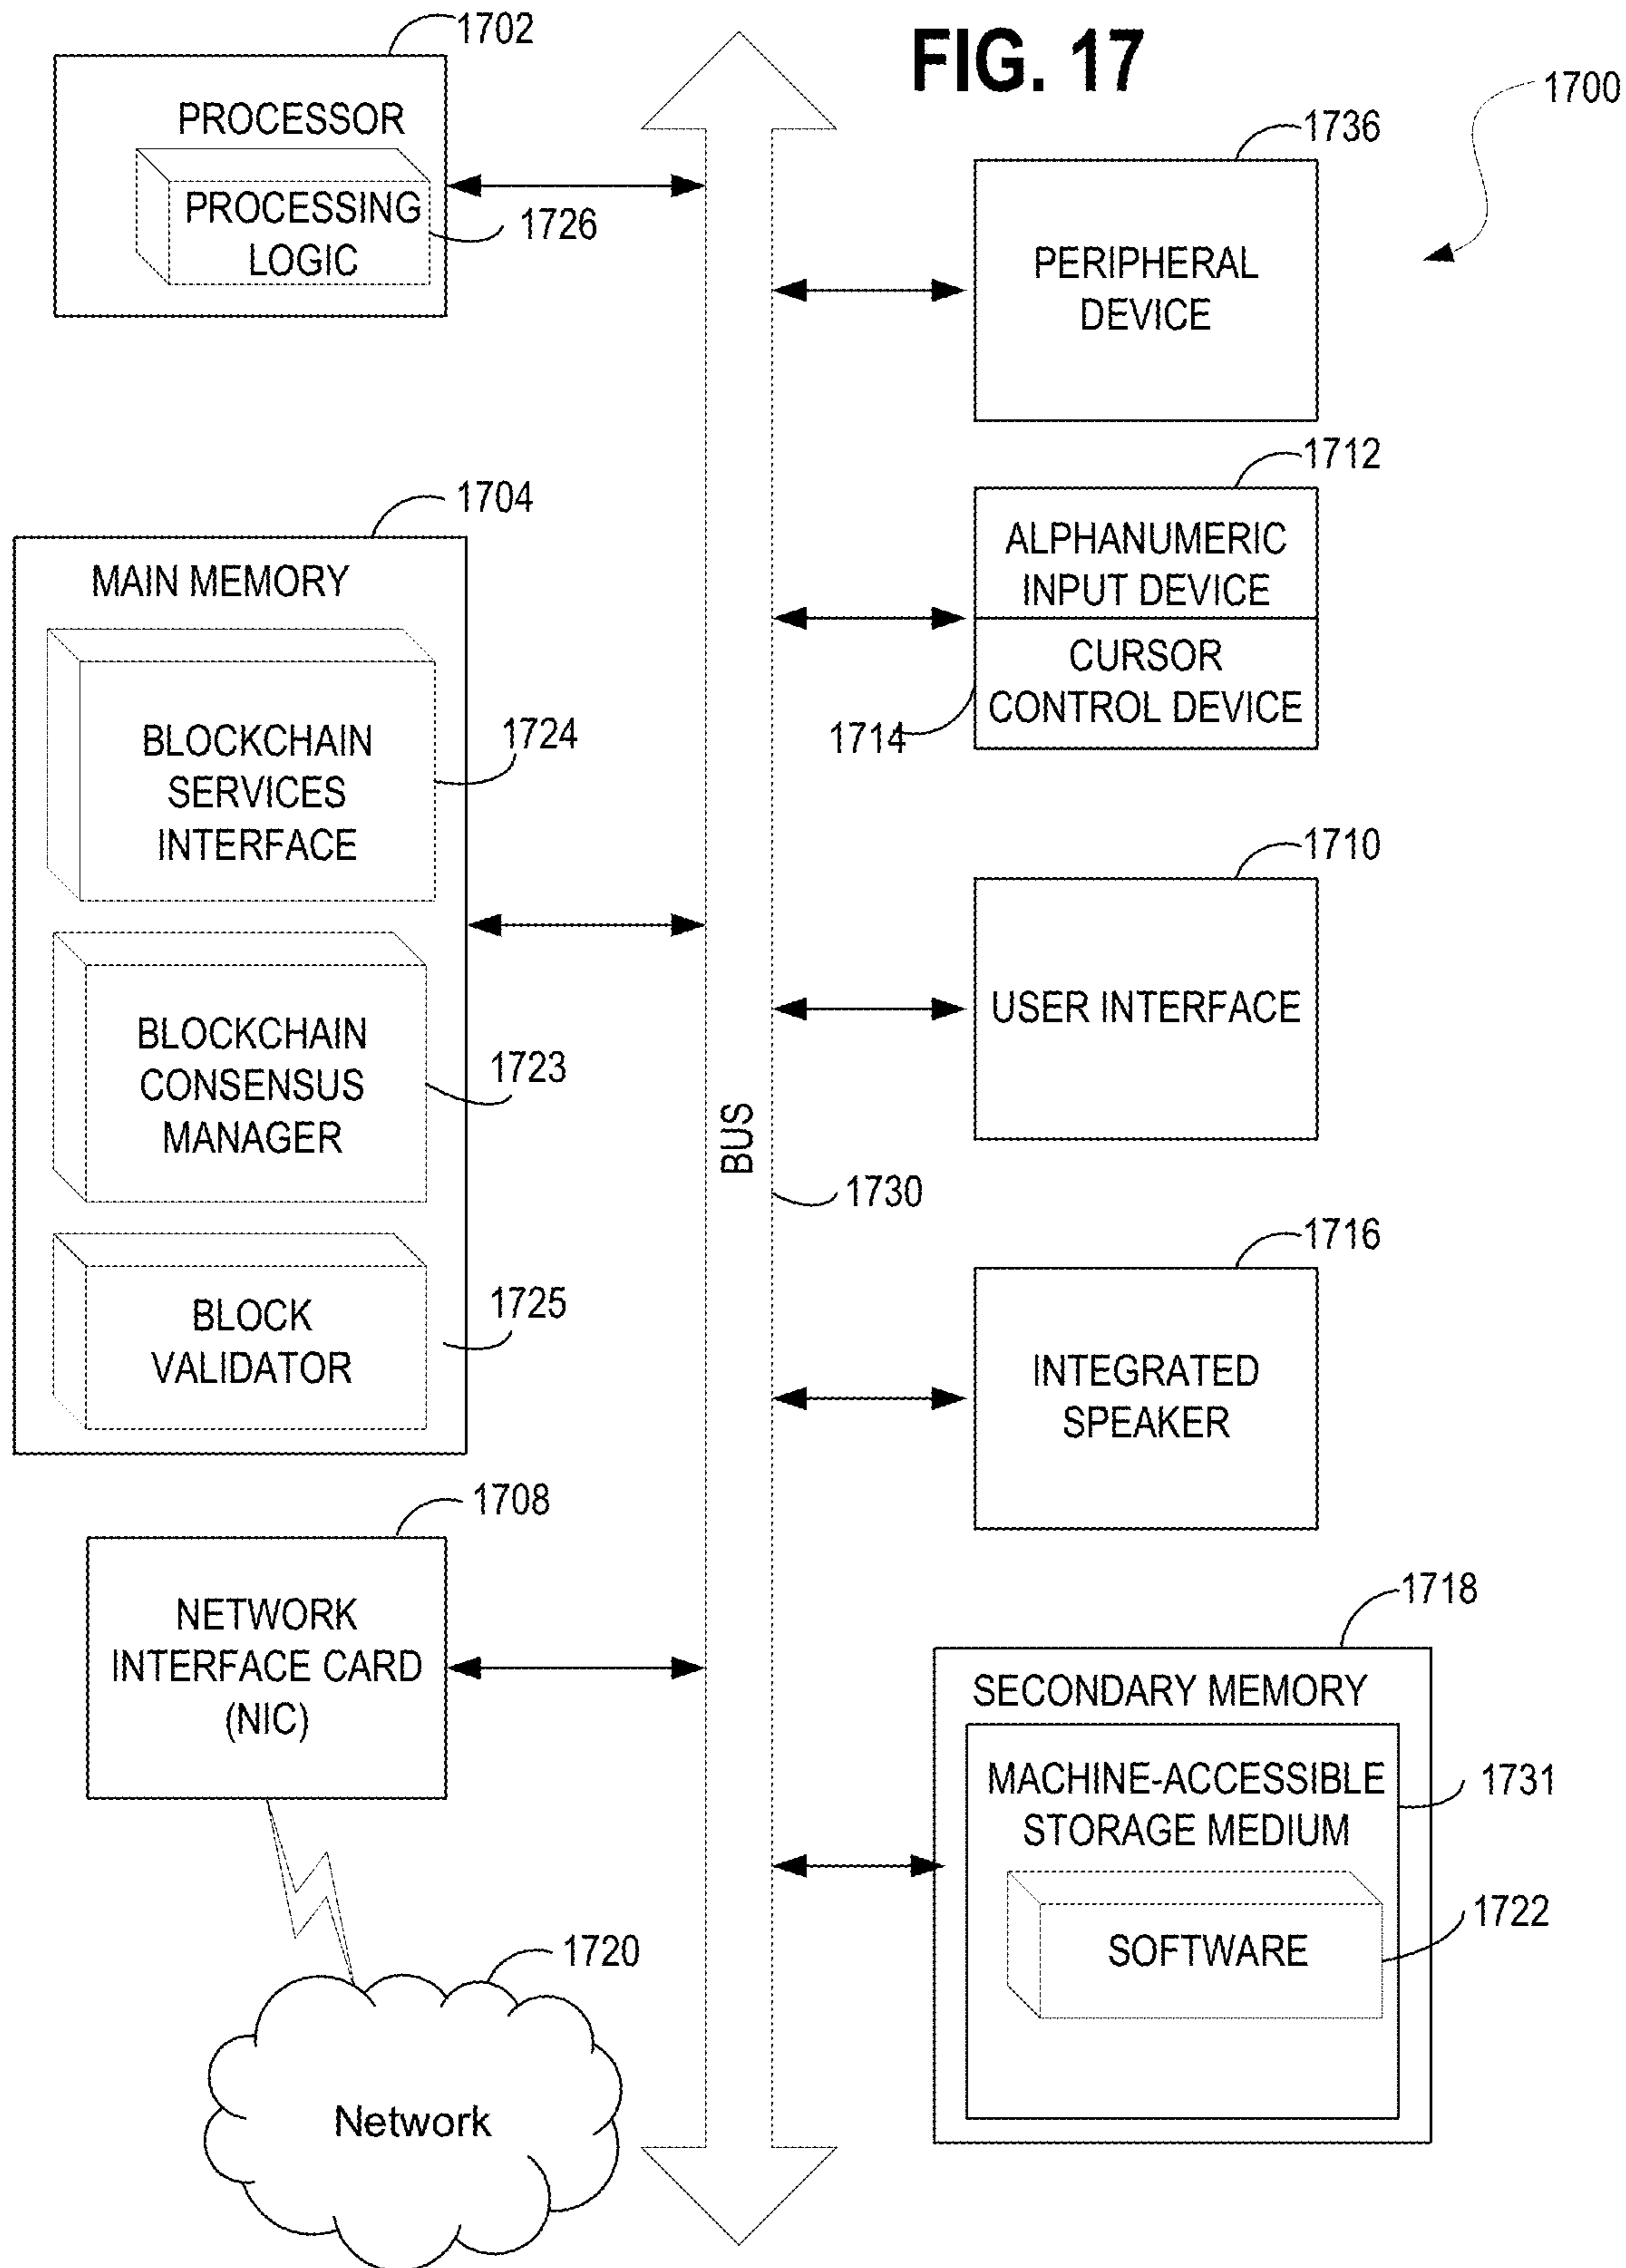 FIG. 17
1700
1702
PROCESSOR
PROCESSING
LOGIC
1726
1704
MAIN MEMORY
BLOCKCHAIN
SERVICES
INTERFACE
1724
BLOCKCHAIN
CONSENSUS
MANAGER
1723
BLOCK
VALIDATOR
1725
1708
NETWORK
INTERFACE CARD
(NIC)
1720
Network
BUS
1730
1736
PERIPHERAL
DEVICE
1712
ALPHANUMERIC
INPUT DEVICE
CURSOR
CONTROL DEVICE
1714
1710
USER INTERFACE
1716
INTEGRATED
SPEAKER
1718
SECONDARY MEMORY
MACHINE-ACCESSIBLE
STORAGE MEDIUM
1731
SOFTWARE
1722